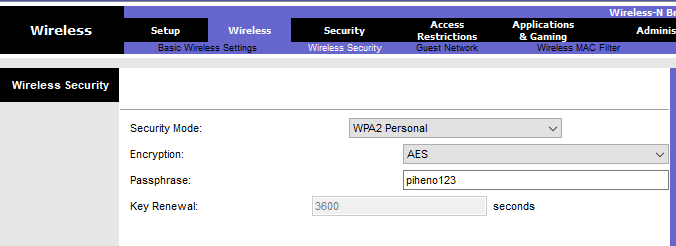 Wireless-N Br
Wireless
Setup Wireless Security Access Restrictions Applications & Gaming Adminis
Basic Wireless Settings Wireless Security Guest Network Wireless MAC Filter
Wireless Security
Security Mode: WPA2 Personal
Encryption: AES
Passphrase: piheno123
Key Renewal: 3600 seconds